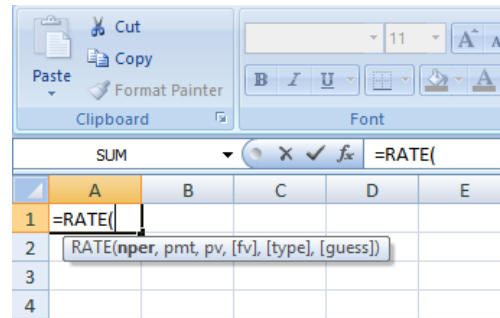 Cut
Copy
Paste
Format Painter
Clipboard
11
A A
B I U A
Font
SUM
fx =RATE(
A B C D E
1 =RATE(
2 RATE(nper, pmt, pv, [fv], [type], [guess])
3
4